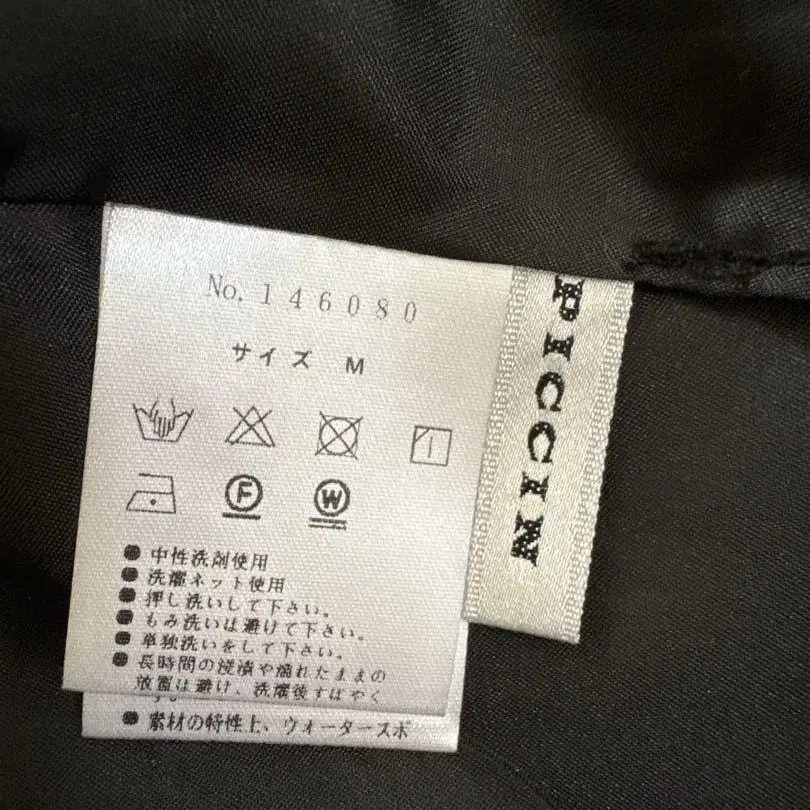 No. 146080
サイズ M
F W
中性洗剤使用
洗濯ネット使用
押し洗いして下さい。
もみ洗いは避けて下さい。
単独洗いをして下さい。
長時間の浸漬や濡れたままの
放置は避け、洗濯後すばやく
素材の特性上、ウォータースポ
PICCIN